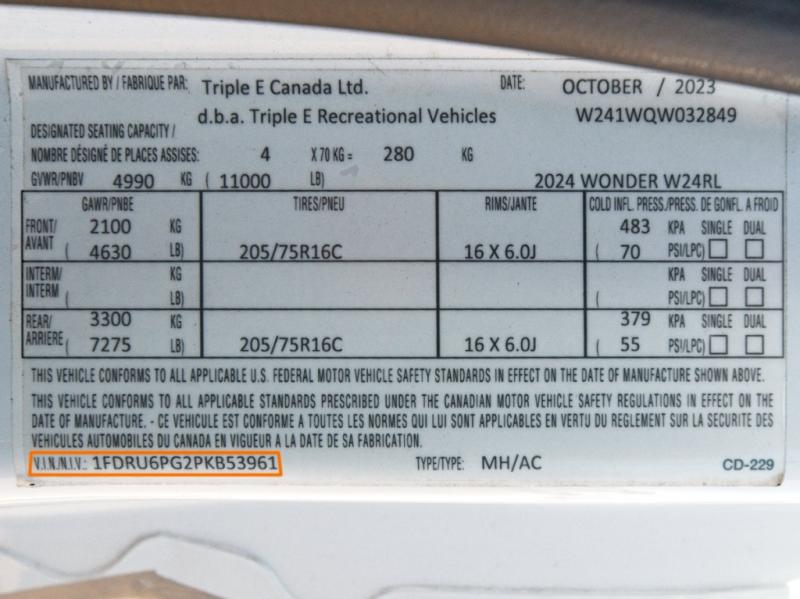 MANUFACTURED BY / FABRIQUE PAR: Triple E Canada Ltd. DATE: OCTOBER / 2023
d.b.a. Triple E Recreational Vehicles W241WQW032849
DESIGNATED SEATING CAPACITY /
NOMBRE DÉSIGNÉ DE PLACES ASSISES: 4 X 70 KG = 280 KG
GVWR/PNBV 4990 KG ( 11000 LB) 2024 WONDER W24RL
GAWR/PNBE TIRES/PNEU RIMS/JANTE COLD INFL. PRESS./PRESS. DE GONFL. A FROID
FRONT/ 2100 KG 483 KPA SINGLE DUAL
AVANT ( 4630 LB) 205/75R16C 16 X 6.0J ( 70 PSI/LPC)
INTERM/ KG KPA SINGLE DUAL
INTERM ( LB) ( PSI/LPC)
REAR/ 3300 KG 379 KPA SINGLE DUAL
ARRIERE ( 7275 LB) 205/75R16C 16 X 6.0J ( 55 PSI/LPC)
THIS VEHICLE CONFORMS TO ALL APPLICABLE U.S. FEDERAL MOTOR VEHICLE SAFETY STANDARDS IN EFFECT ON THE DATE OF MANUFACTURE SHOWN ABOVE.
THIS VEHICLE CONFORMS TO ALL APPLICABLE STANDARDS PRESCRIBED UNDER THE CANADIAN MOTOR VEHICLE SAFETY REGULATIONS IN EFFECT ON THE
DATE OF MANUFACTURE. - CE VEHICULE EST CONFORME A TOUTES LES NORMES QUI LUI SONT APPLICABLES EN VERTU DU REGLEMENT SUR LA SECURITE DES
VEHICULES AUTOMOBILES DU CANADA EN VIGUEUR A LA DATE DE SA FABRICATION.
V.I.N./N.I.V.: 1FDRU6PG2PKB53961 TYPE/TYPE: MH/AC CD-229